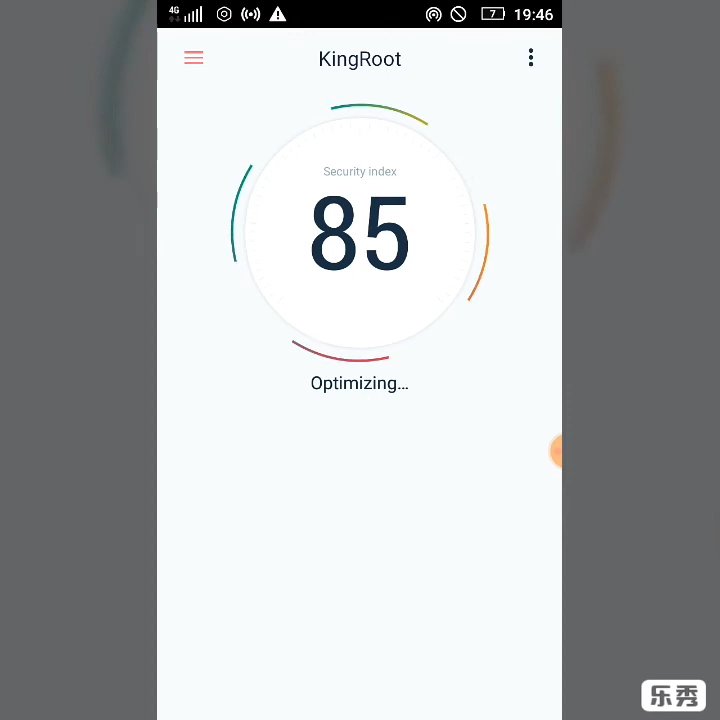 4G 7 19:46
KingRoot
Security index
85
Optimizing...
乐秀